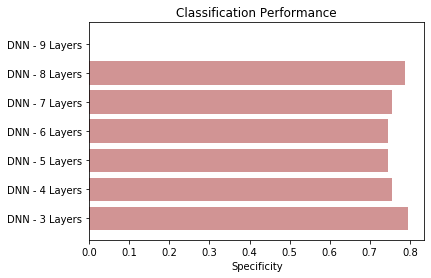 Classification Performance
DNN - 9 Layers
DNN - 8 Layers
DNN - 7 Layers
DNN - 6 Layers
DNN - 5 Layers
DNN - 4 Layers
DNN - 3 Layers
0.0 0.1 0.2 0.3 0.4 0.5 0.6 0.7 0.8
Specificity